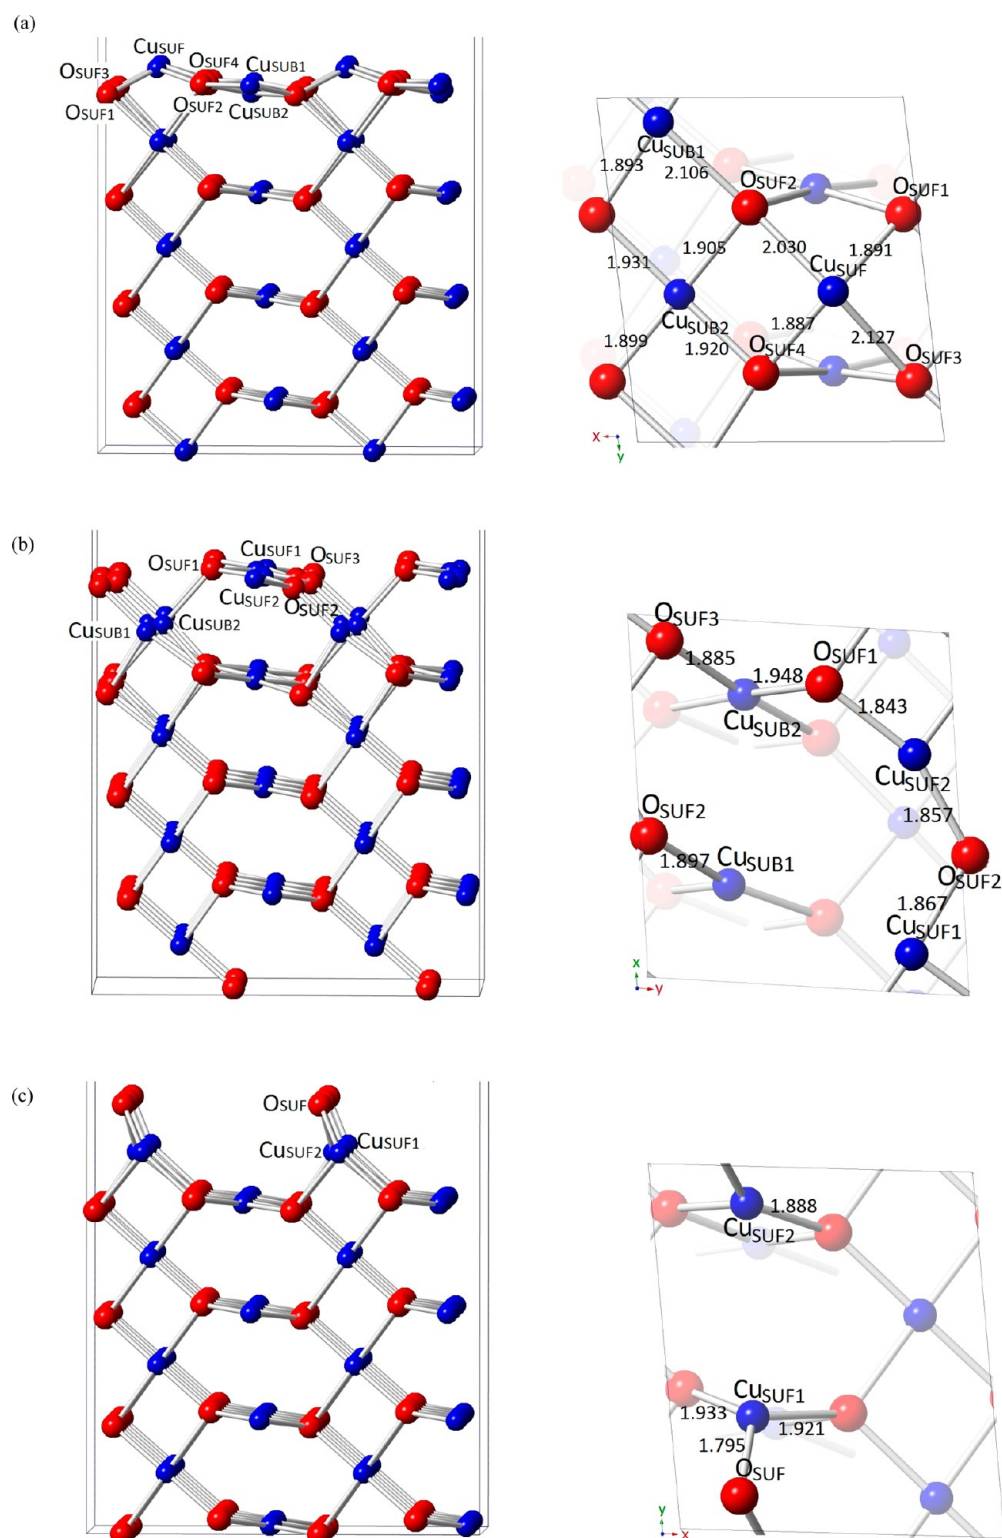 (a)
CuSUF
OSUF3
OSUF4
CuSUB1
OSUF1
OSUF2
CuSUB2
CuSUB1
1.893
2.106
OSUF2
OSUF1
1.931
1.905
2.030
1.891
CuSUF
CuSUB2
1.887
1.899
1.920
OSUF4
2.127
OSUF3
x
y
(b)
OSUF1
CuSUF1
OSUF3
CuSUF2
OSUF2
CuSUB1
CuSUB2
OSUF3
OSUF1
1.885
1.948
1.843
CuSUB2
CuSUF2
OSUF2
1.857
1.897
CuSUB1
OSUF2
1.867
CuSUF1
x
y
(c)
OSUF
CuSUF2
CuSUF1
1.888
CuSUF2
CuSUF1
1.933
1.921
1.795
OSUF
y
x